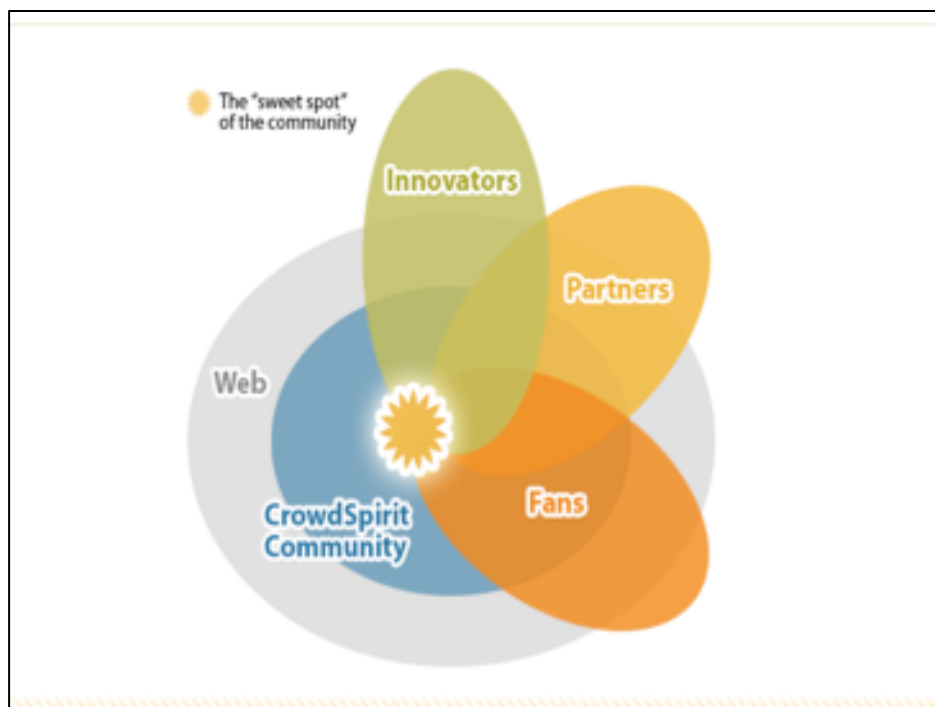 The "sweet spot"
of the community
Innovators
Partners
Web
CrowdSpirit
Community
Fans